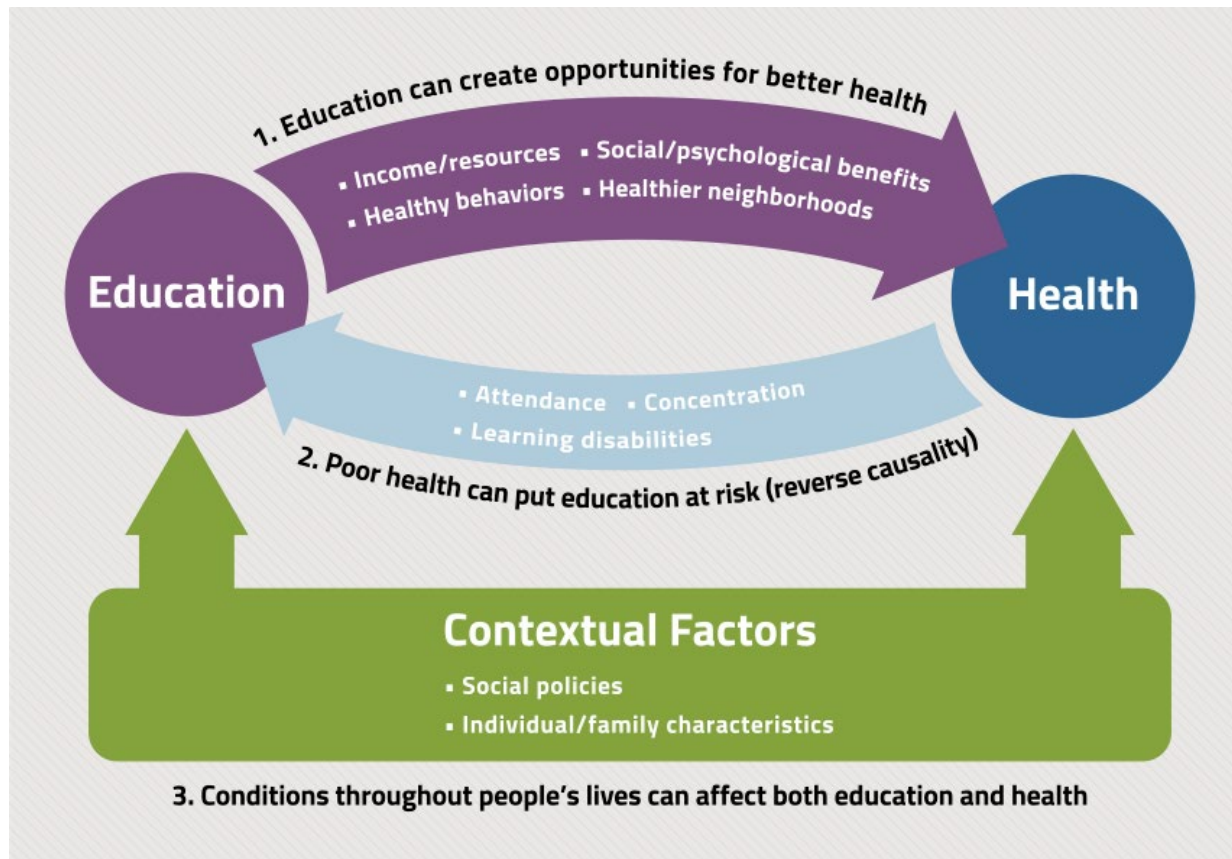 1. Education can create opportunities for better health
▪ Income/resources ▪ Social/psychological benefits
▪ Healthy behaviors ▪ Healthier neighborhoods
Education
Health
▪ Attendance ▪ Concentration
▪ Learning disabilities
2. Poor health can put education at risk (reverse causality)
Contextual Factors
▪ Social policies
▪ Individual/family characteristics
3. Conditions throughout people's lives can affect both education and health